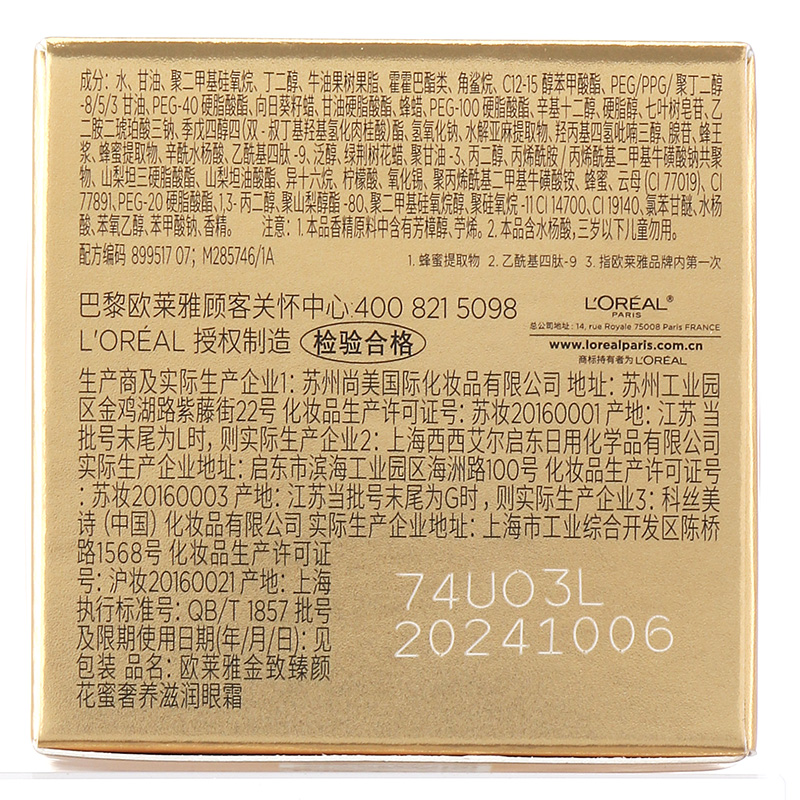 成分：水、甘油、聚二甲基硅氧烷、丁二醇、牛油果树果脂、霍霍巴酯类、角鲨烷、C12-15 醇苯甲酸酯、PEG/PPG/聚丁二醇
-8/5/3 甘油、PEG-40 硬脂酸酯、向日葵籽蜡、甘油硬脂酸酯、蜂蜡、PEG-100 硬脂酸酯、辛基十二醇、硬脂醇、七叶树皂苷、乙
二胺二琥珀酸三钠、季戊四醇四(双-叔丁基羟基氢化肉桂酸)酯、氢氧化钠、水解亚麻提取物、羟丙基四氢吡喃三醇、腺苷、蜂王
浆、蜂蜜提取物、辛酰水杨酸、乙酰基四肽-9、泛醇、绿荆树花蜡、聚甘油-3、丙二醇、丙烯酰胺/丙烯酰基二甲基牛磺酸钠共聚
物、山梨坦三硬脂酸酯、山梨坦油酸酯、异十六烷、柠檬酸、氧化锡、聚丙烯酰基二甲基牛磺酸铵、蜂蜜、云母 (CI 77019)、CI
77891、PEG-20 硬脂酸酯、1,3-丙二醇、聚山梨醇酯-80、聚二甲基硅氧烷醇、聚硅氧烷-11 CI 14700、CI 19140、氯苯甘醚、水杨
酸、苯氧乙醇、苯甲酸钠、香精。 注意：1.本品香精原料中含有芳樟醇、苧烯。 2.本品含水杨酸，三岁以下儿童勿用。
配方编码 899517 07；M285746/1A
1. 蜂蜜提取物 2. 乙酰基四肽-9 3. 指欧莱雅品牌内第一次
巴黎欧莱雅顾客关怀中心:400 821 5098
L'ORÉAL 授权制造 检验合格
L'ORÉAL®
PARIS
总公司地址：14, rue Royale 75008 Paris FRANCE
www.lorealparis.com.cn
商标持有者为 L'ORÉAL
生产商及实际生产企业1：苏州尚美国际化妆品有限公司 地址：苏州工业园
区金鸡湖路紫藤街22号 化妆品生产许可证号：苏妆20160001 产地：江苏 当
批号末尾为L时，则实际生产企业2：上海西西艾尔启东日用化学品有限公司
实际生产企业地址：启东市滨海工业园区海洲路100号 化妆品生产许可证号
：苏妆20160003 产地：江苏当批号末尾为G时，则实际生产企业3：科丝美
诗（中国）化妆品有限公司 实际生产企业地址：上海市工业综合开发区陈桥
路1568号 化妆品生产许可证
号：沪妆20160021 产地：上海
执行标准号：QB/T 1857 批号
及限期使用日期(年/月/日)：见
包装 品名：欧莱雅金致臻颜
花蜜奢养滋润眼霜
74U03L
20241006